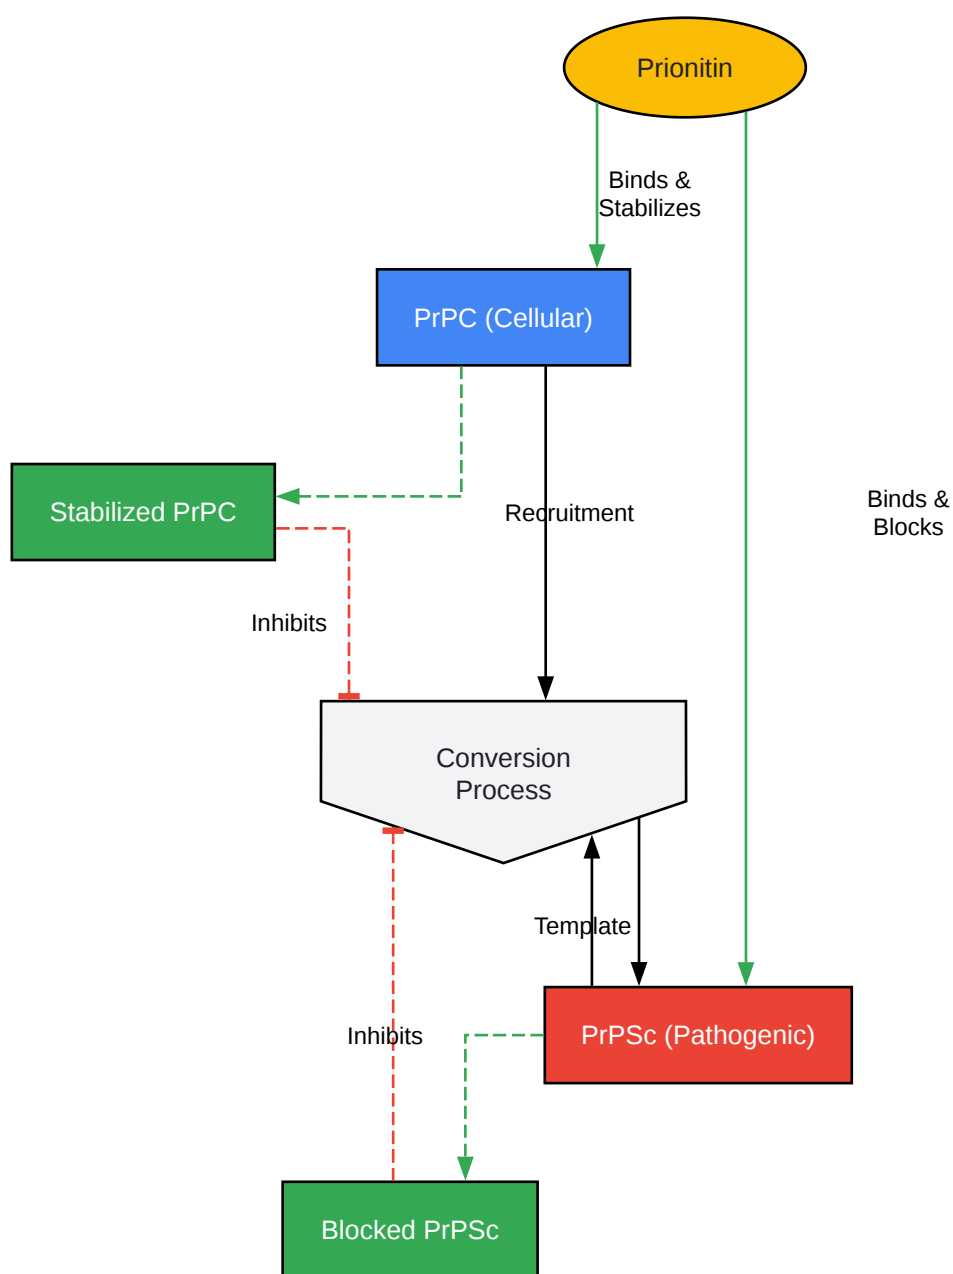 Prionitin
Binds &
Stabilizes
PrPC (Cellular)
Stabilized PrPC
Recruitment
Binds &
Blocks
Inhibits
Conversion
Process
Template
PrPSc (Pathogenic)
Inhibits
Blocked PrPSc